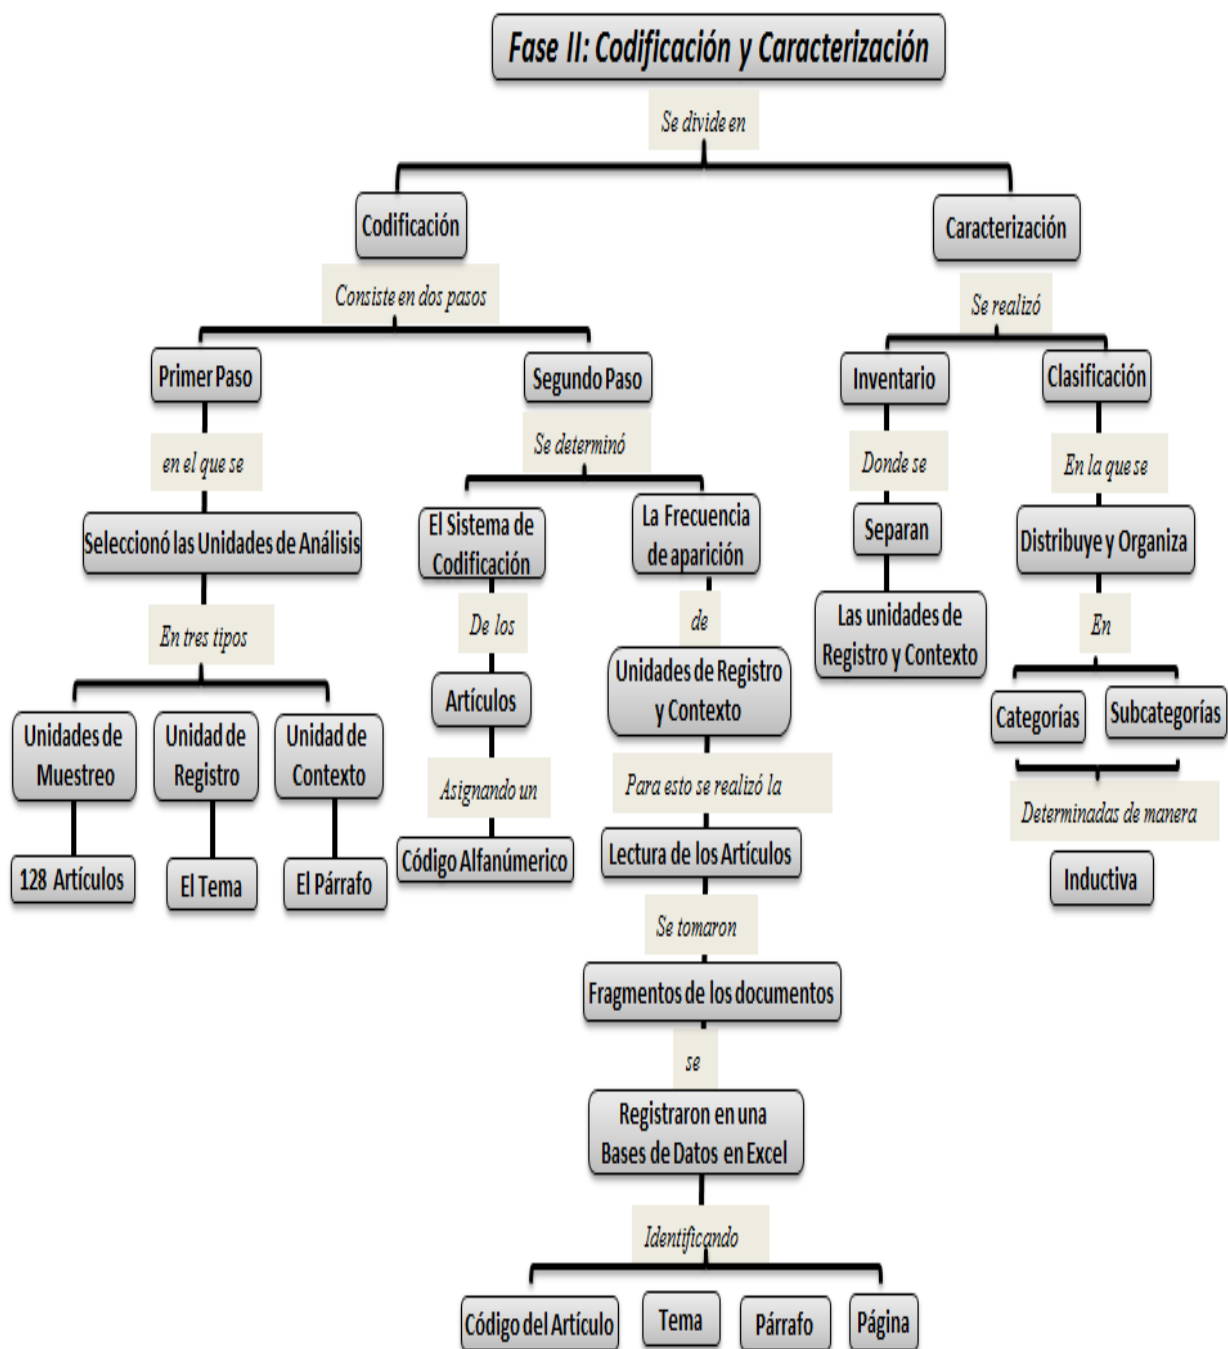 Fase II: Codificación y Caracterización
Se divide en
Codificación
Caracterización
Consiste en dos pasos
Se realizó
Primer Paso
Segundo Paso
Inventario
Clasificación
en el que se
Se determinó
Donde se
En la que se
Seleccionó las Unidades de Análisis
El Sistema de
Codificación
La Frecuencia
de aparición
Separan
Distribuye y Organiza
En tres tipos
De los
de
Las unidades de
Registro y Contexto
En
Unidades de
Muestreo
Unidad de
Registro
Unidad de
Contexto
Artículos
Unidades de Registro
y Contexto
Categorías
Subcategorías
Asignando un
Para esto se realizó la
Determinadas de manera
128 Artículos
El Tema
El Párrafo
Código Alfanúmerico
Lectura de los Artículos
Inductiva
Se tomaron
Fragmentos de los documentos
se
Registraron en una
Bases de Datos en Excel
Identificando
Código del Artículo
Tema
Párrafo
Página